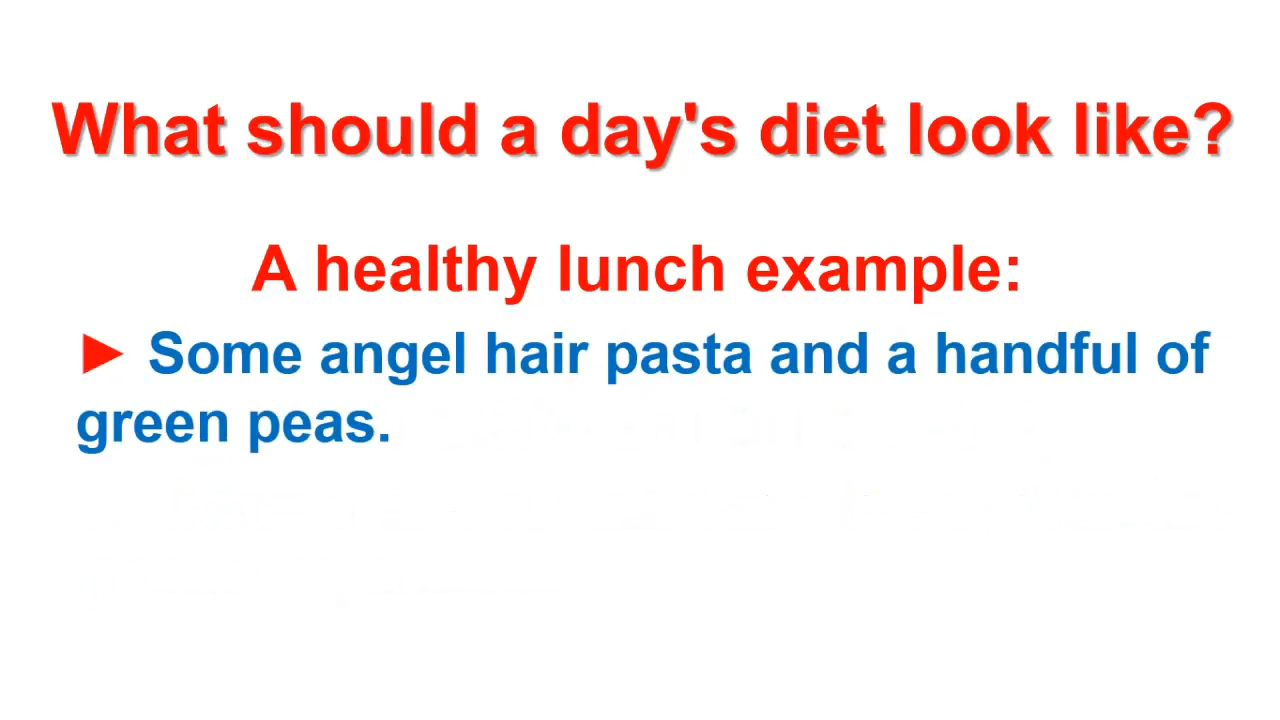 What should a day's diet look like?
A healthy lunch example:
► Some angel hair pasta and a handful of
green peas.